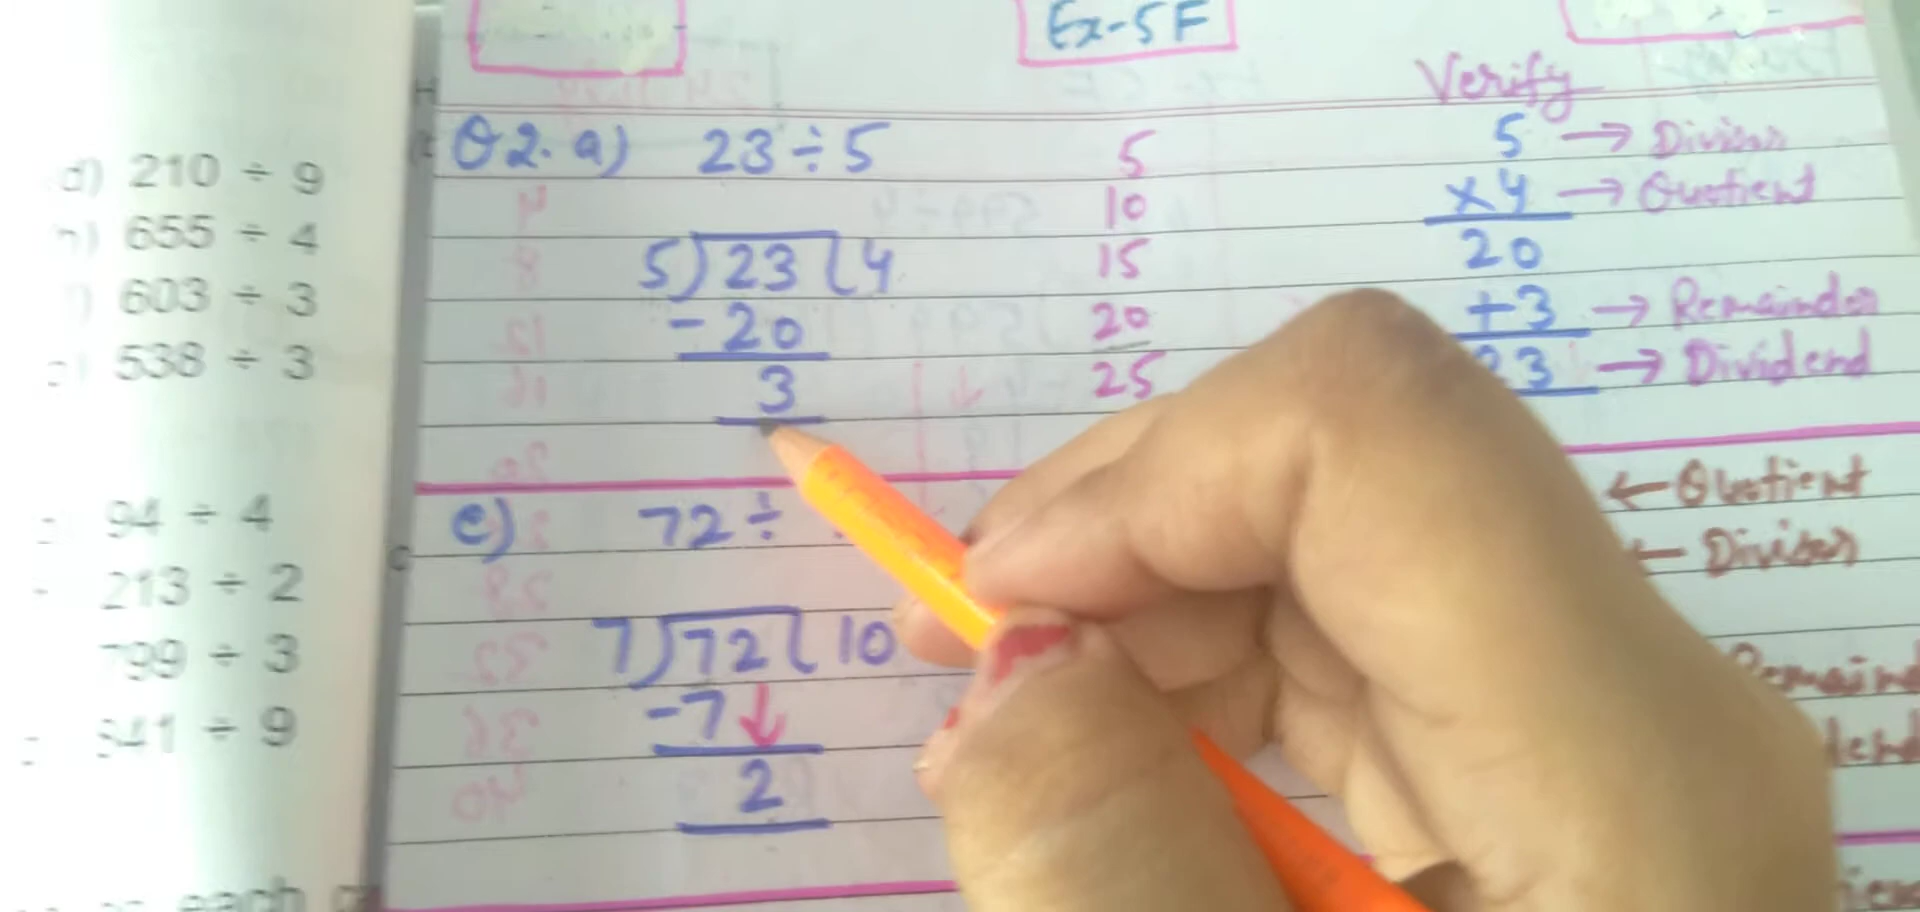 Ex-5F
Verify
Q2. a) 23 ÷ 5
5
5 → Divisor
10
×4 → Quotient
5)23(4
15
20
-20
20
+3 → Remainder
3
25
23 → Dividend
c) 72 ÷
← Quotient
← Divisor
7)72(10
-7↓
2
d) 210 ÷ 9
655 ÷ 4
603 ÷ 3
538 ÷ 3
94 ÷ 4
213 ÷ 2
799 ÷ 3
÷ 9
each